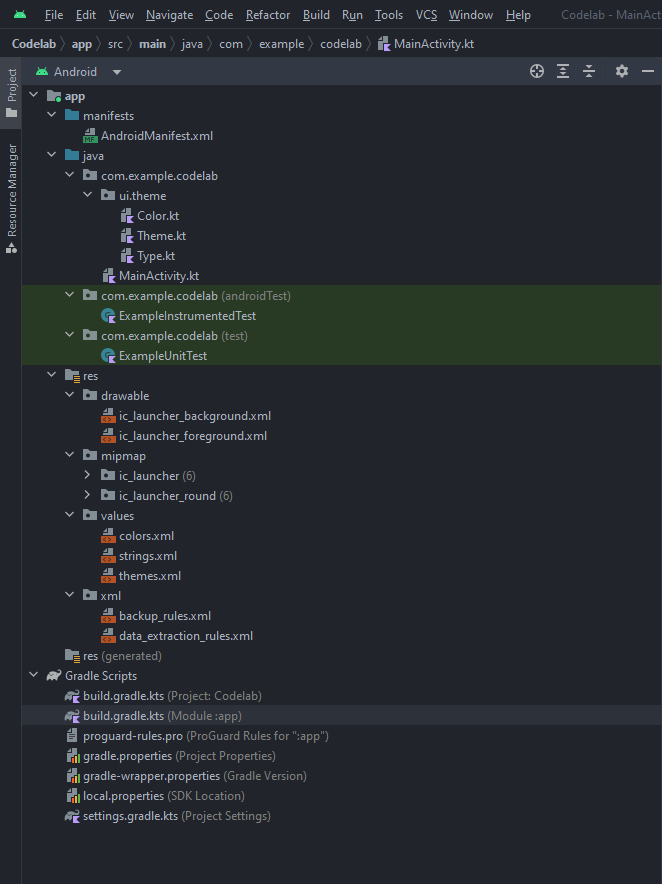 File Edit View Navigate Code Refactor Build Run Tools VCS Window Help Codelab - MainAct
Codelab app src main java com example codelab MainActivity.kt
Project
Resource Manager
Android
app
manifests
AndroidManifest.xml
java
com.example.codelab
ui.theme
Color.kt
Theme.kt
Type.kt
MainActivity.kt
com.example.codelab (androidTest)
ExampleInstrumentedTest
com.example.codelab (test)
ExampleUnitTest
res
drawable
ic_launcher_background.xml
ic_launcher_foreground.xml
mipmap
ic_launcher (6)
ic_launcher_round (6)
values
colors.xml
strings.xml
themes.xml
xml
backup_rules.xml
data_extraction_rules.xml
res (generated)
Gradle Scripts
build.gradle.kts (Project: Codelab)
build.gradle.kts (Module :app)
proguard-rules.pro (ProGuard Rules for ":app")
gradle.properties (Project Properties)
gradle-wrapper.properties (Gradle Version)
local.properties (SDK Location)
settings.gradle.kts (Project Settings)